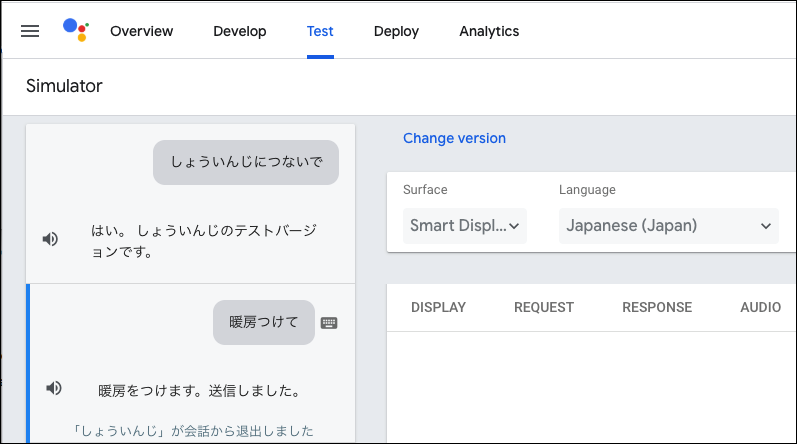 Overview Develop Test Deploy Analytics
Simulator
しょういんじにつないで
はい。 しょういんじのテストバージ
ョンです。
暖房つけて
暖房をつけます。送信しました。
「しょういんじ」が会話から退出しました
Change version
Surface Language
Smart Displ... Japanese (Japan)
DISPLAY REQUEST RESPONSE AUDIO